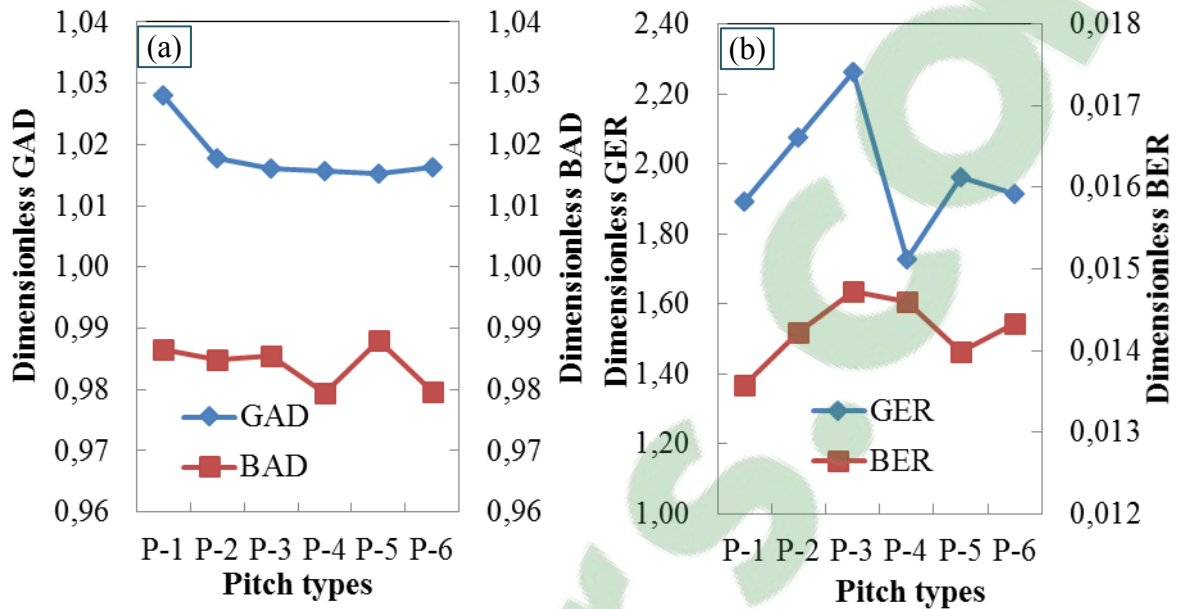 (a)
Dimensionless GAD
1,04
1,03
1,02
1,01
1,00
0,99
0,98
0,97
0,96
GAD
BAD
P-1 P-2 P-3 P-4 P-5 P-6
Pitch types
1,04
1,03
1,02
1,01
1,00
0,99
0,98
0,97
0,96
Dimensionless BAD
(b)
Dimensionless GER
2,40
2,20
2,00
1,80
1,60
1,40
1,20
1,00
GER
BER
P-1 P-2 P-3 P-4 P-5 P-6
Pitch types
0,018
0,017
0,016
0,015
0,014
0,013
0,012
Dimensionless BER